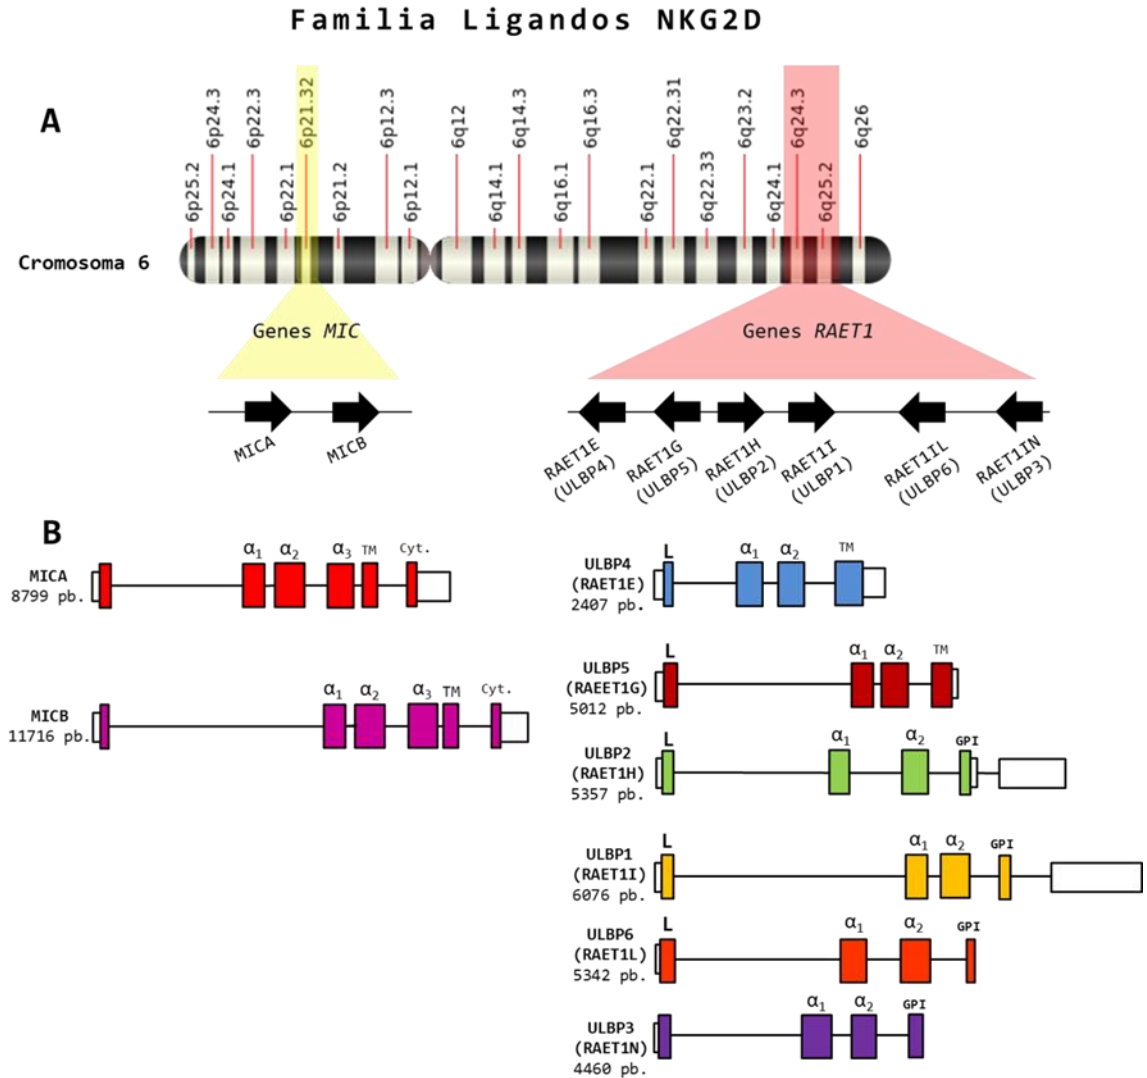 Familia Ligandos NKG2D
A
6p25.2
6p24.3
6p24.1
6p22.3
6p22.1
6p21.32
6p21.2
6p12.3
6p12.1
6q12
6q14.1
6q14.3
6q16.1
6q16.3
6q22.1
6q22.31
6q22.33
6q23.2
6q24.1
6q24.3
6q25.2
6q26
Cromosoma 6
Genes MIC
Genes RAET1
MICA
MICB
RAET1E
(ULBP4)
RAET1G
(ULBP5)
RAET1H
(ULBP2)
RAET1I
(ULBP1)
RAET1IL
(ULBP6)
RAET1IN
(ULBP3)
B
α1 α2 α3 TM Cyt.
MICA
8799 pb.
α1 α2 α3 TM Cyt.
MICB
11716 pb.
L α1 α2 TM
ULBP4
(RAET1E)
2407 pb.
L α1 α2 TM
ULBP5
(RAEET1G)
5012 pb.
L α1 α2 GPI
ULBP2
(RAET1H)
5357 pb.
L α1 α2 GPI
ULBP1
(RAET1I)
6076 pb.
L α1 α2 GPI
ULBP6
(RAET1L)
5342 pb.
α1 α2 GPI
ULBP3
(RAET1N)
4460 pb.